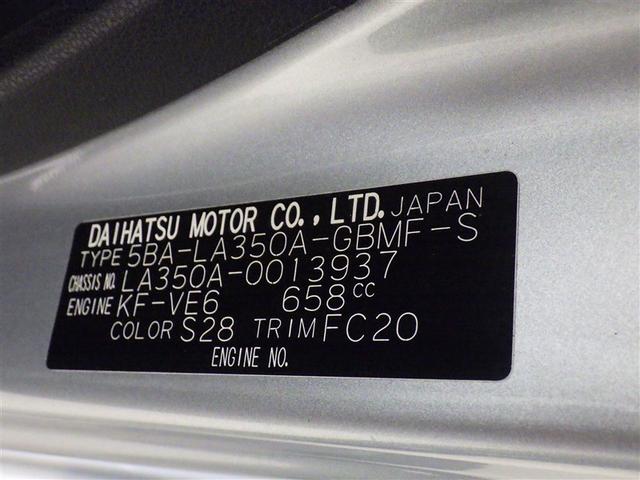 DAIHATSU MOTOR CO., LTD. JAPAN
TYPE 5BA-LA350A-GBMF-S
CHASSIS NO. LA350A-0013937
ENGINE KF-VE6 658cc
COLOR S28 TRIM FC20
ENGINE NO.